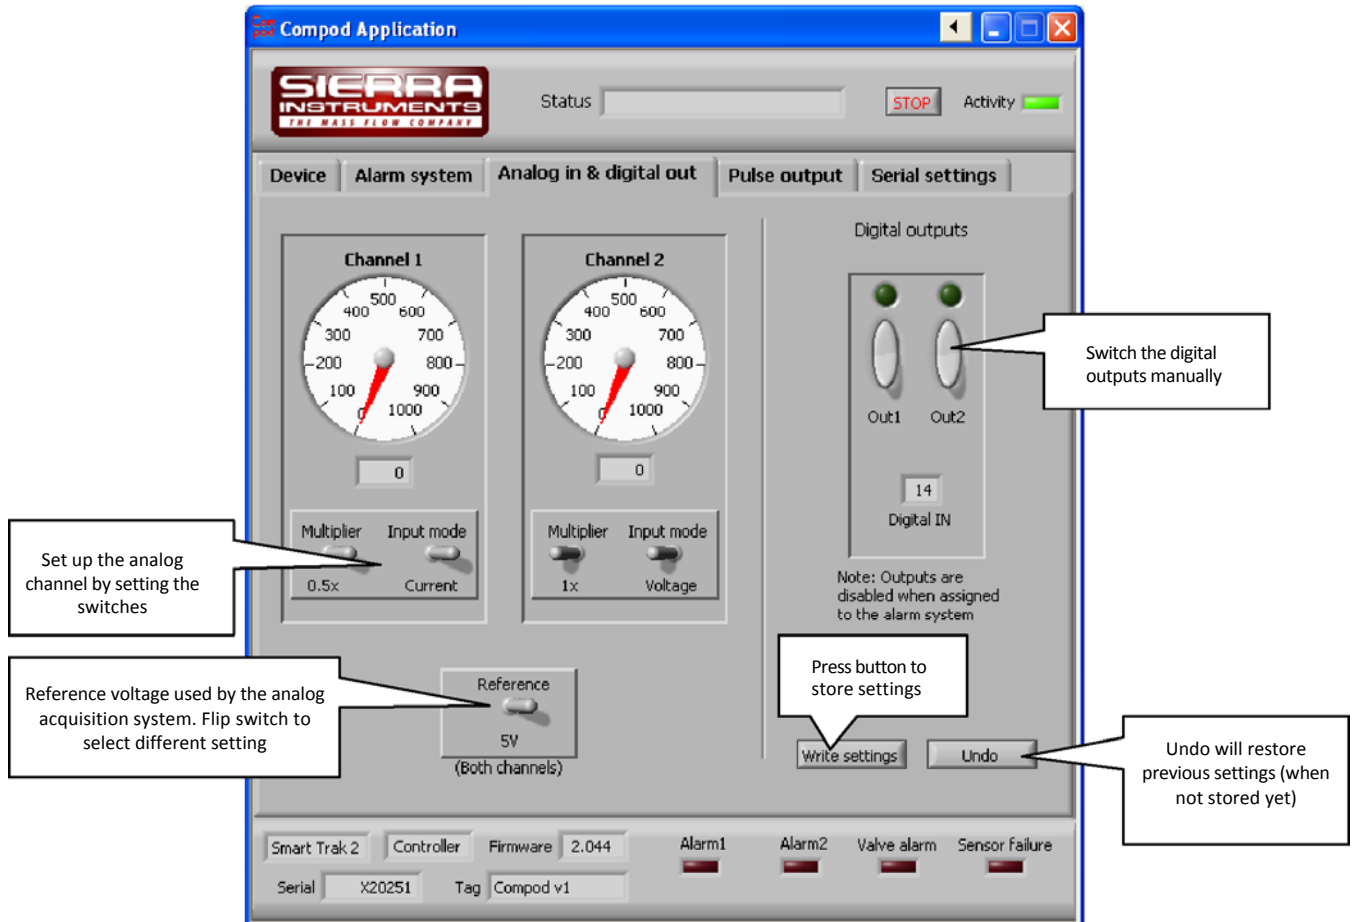 Compod Application
SIERRA
INSTRUMENTS
THE MASS FLOW COMPANY
Status
STOP
Activity
Device
Alarm system
Analog in & digital out
Pulse output
Serial settings
Channel 1
0
100
200
300
400
500
600
700
800
900
1000
0
Multiplier
Input mode
0.5x
Current
Channel 2
0
100
200
300
400
500
600
700
800
900
1000
0
Multiplier
Input mode
1x
Voltage
Digital outputs
Out1
Out2
14
Digital IN
Note: Outputs are
disabled when assigned
to the alarm system
Switch the digital
outputs manually
Set up the analog
channel by setting the
switches
Reference voltage used by the analog
acquisition system. Flip switch to
select different setting
Reference
5V
(Both channels)
Press button to
store settings
Write settings
Undo
Undo will restore
previous settings (when
not stored yet)
Smart Trak 2
Controller
Firmware
2.044
Alarm1
Alarm2
Valve alarm
Sensor failure
Serial
X20251
Tag
Compod v1